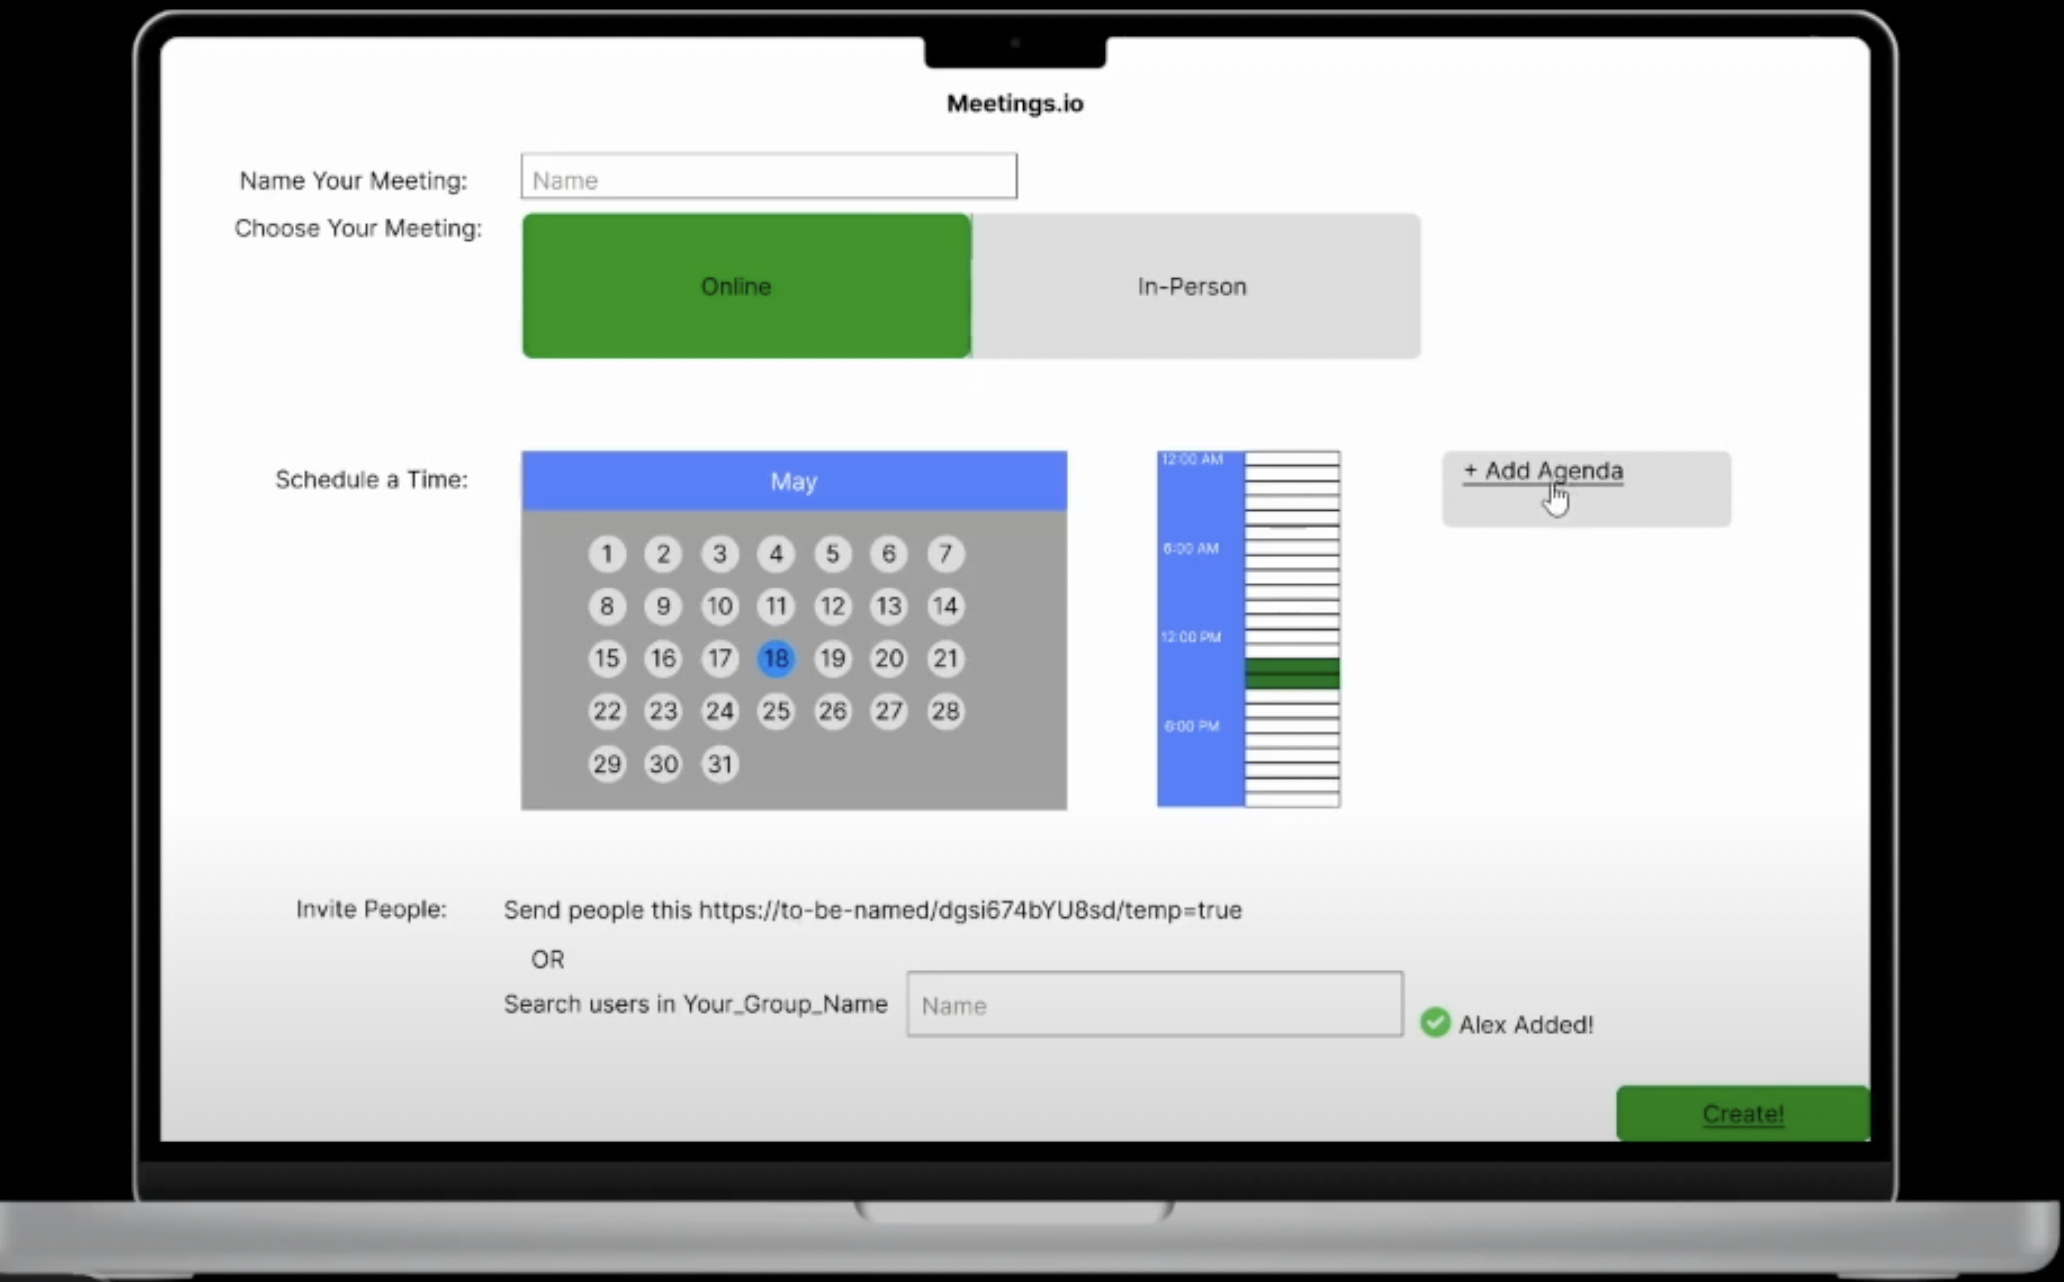 Meetings.io
Name Your Meeting:
Name
Choose Your Meeting:
Online
In-Person
Schedule a Time:
May
1 2 3 4 5 6 7
8 9 10 11 12 13 14
15 16 17 18 19 20 21
22 23 24 25 26 27 28
29 30 31
12:00 AM
6:00 AM
12:00 PM
6:00 PM
+ Add Agenda
Invite People:
Send people this https://to-be-named/dgsi674bYU8sd/temp=true
OR
Search users in Your_Group_Name
Name
Alex Added!
Create!